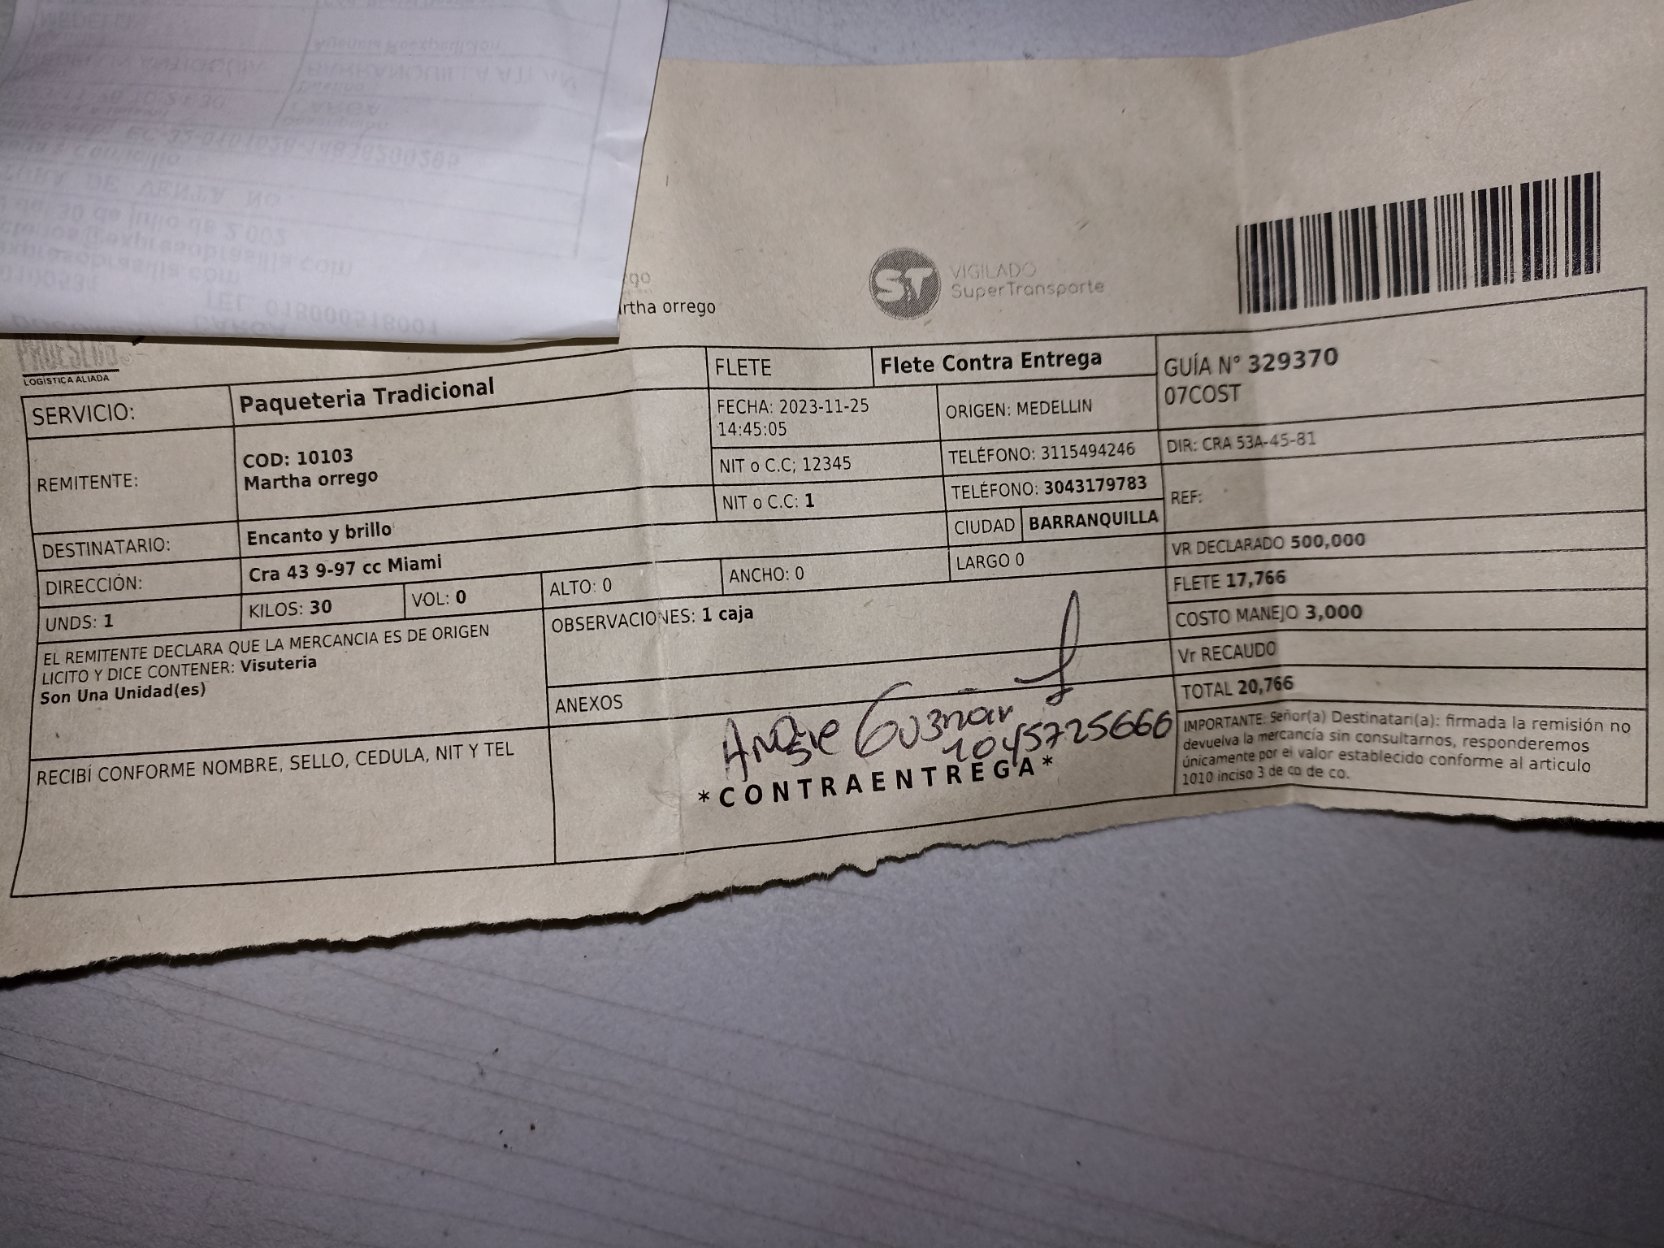 TEL 018000518001
rtha orrego
VIGILADO
SuperTransporte
ST
LOGÍSTICA ALIADA
SERVICIO: Paqueteria Tradicional
FLETE Flete Contra Entrega
GUÍA N° 329370
07COST
REMITENTE: COD: 10103
Martha orrego
FECHA: 2023-11-25
14:45:05
ORIGEN: MEDELLIN
NIT o C.C; 12345
TELÉFONO: 3115494246
DIR: CRA 53A-45-81
DESTINATARIO: Encanto y brillo
NIT o C.C: 1
TELÉFONO: 3043179783
REF:
DIRECCIÓN: Cra 43 9-97 cc Miami
CIUDAD BARRANQUILLA
VR DECLARADO 500,000
UNDS: 1 KILOS: 30 VOL: 0 ALTO: 0 ANCHO: 0 LARGO 0
FLETE 17,766
COSTO MANEJO 3,000
Vr RECAUDO
TOTAL 20,766
EL REMITENTE DECLARA QUE LA MERCANCIA ES DE ORIGEN
LICITO Y DICE CONTENER: Visuteria
Son Una Unidad(es)
OBSERVACIONES: 1 caja
ANEXOS
RECIBÍ CONFORME NOMBRE, SELLO, CEDULA, NIT Y TEL
Guzman
1045725666
*CONTRAENTREGA*
IMPORTANTE: Señor(a) Destinatari(a): firmada la remisión no
devuelva la mercancía sin consultarnos, responderemos
únicamente por el valor establecido conforme al articulo
1010 inciso 3 de co de co.